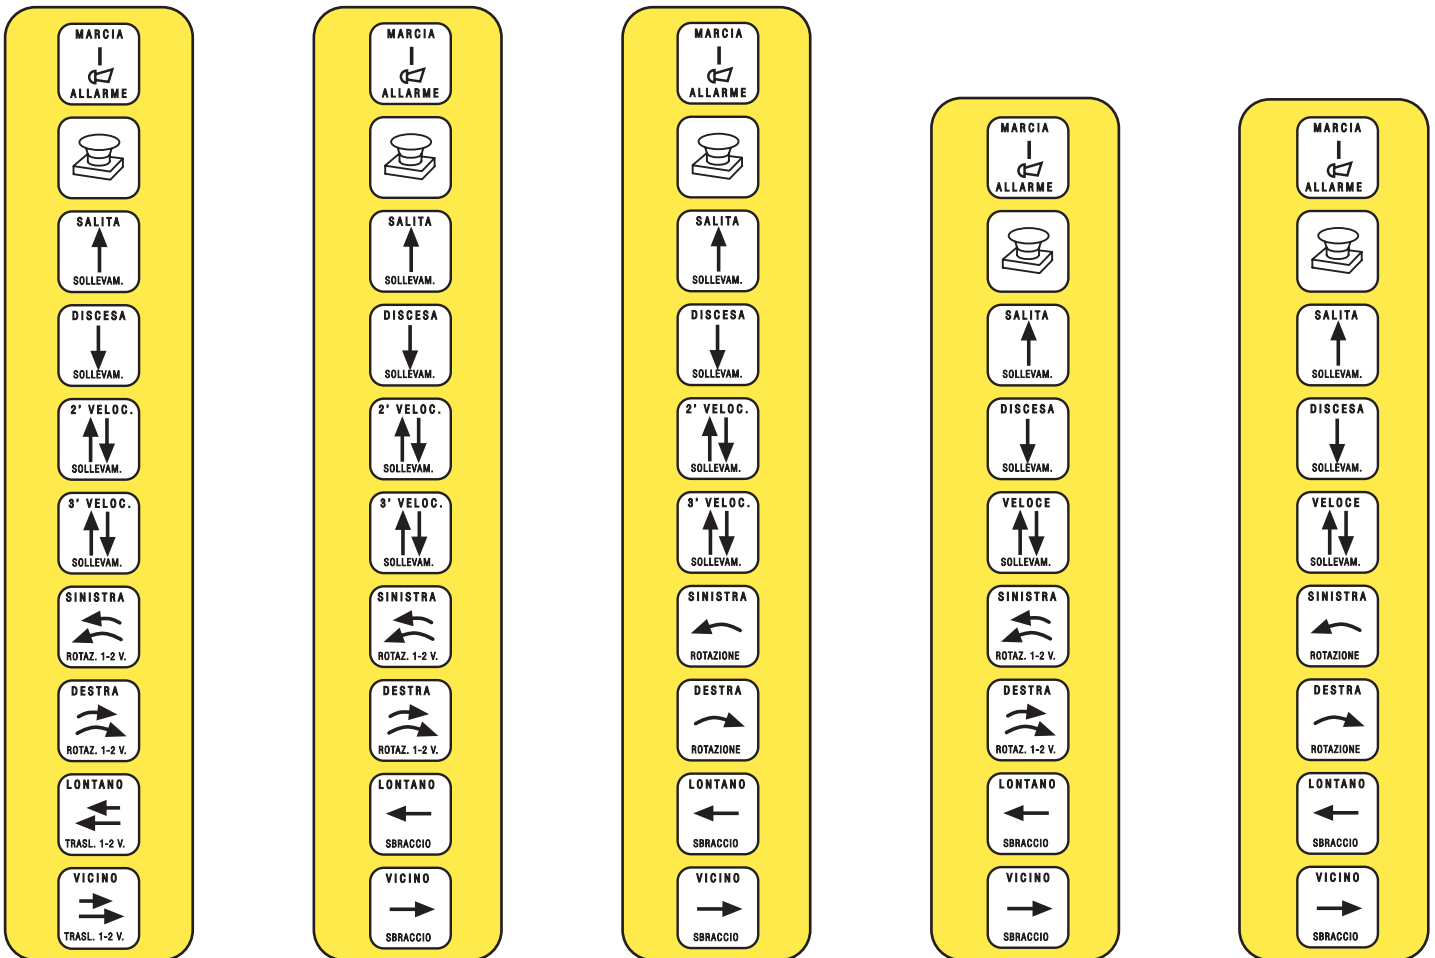 MARCIA
ALLARME
SALITA
SOLLEVAM.
DISCESA
SOLLEVAM.
2' VELOC.
SOLLEVAM.
3' VELOC.
SOLLEVAM.
SINISTRA
ROTAZ. 1-2 V.
DESTRA
ROTAZ. 1-2 V.
LONTANO
TRASL. 1-2 V.
VICINO
TRASL. 1-2 V.
MARCIA
ALLARME
SALITA
SOLLEVAM.
DISCESA
SOLLEVAM.
2' VELOC.
SOLLEVAM.
3' VELOC.
SOLLEVAM.
SINISTRA
ROTAZ. 1-2 V.
DESTRA
ROTAZ. 1-2 V.
LONTANO
SBRACCIO
VICINO
SBRACCIO
MARCIA
ALLARME
SALITA
SOLLEVAM.
DISCESA
SOLLEVAM.
2' VELOC.
SOLLEVAM.
3' VELOC.
SOLLEVAM.
SINISTRA
ROTAZIONE
DESTRA
ROTAZIONE
LONTANO
SBRACCIO
VICINO
SBRACCIO
MARCIA
ALLARME
SALITA
SOLLEVAM.
DISCESA
SOLLEVAM.
VELOCE
SOLLEVAM.
SINISTRA
ROTAZ. 1-2 V.
DESTRA
ROTAZ. 1-2 V.
LONTANO
SBRACCIO
VICINO
SBRACCIO
MARCIA
ALLARME
SALITA
SOLLEVAM.
DISCESA
SOLLEVAM.
VELOCE
SOLLEVAM.
SINISTRA
ROTAZIONE
DESTRA
ROTAZIONE
LONTANO
SBRACCIO
VICINO
SBRACCIO